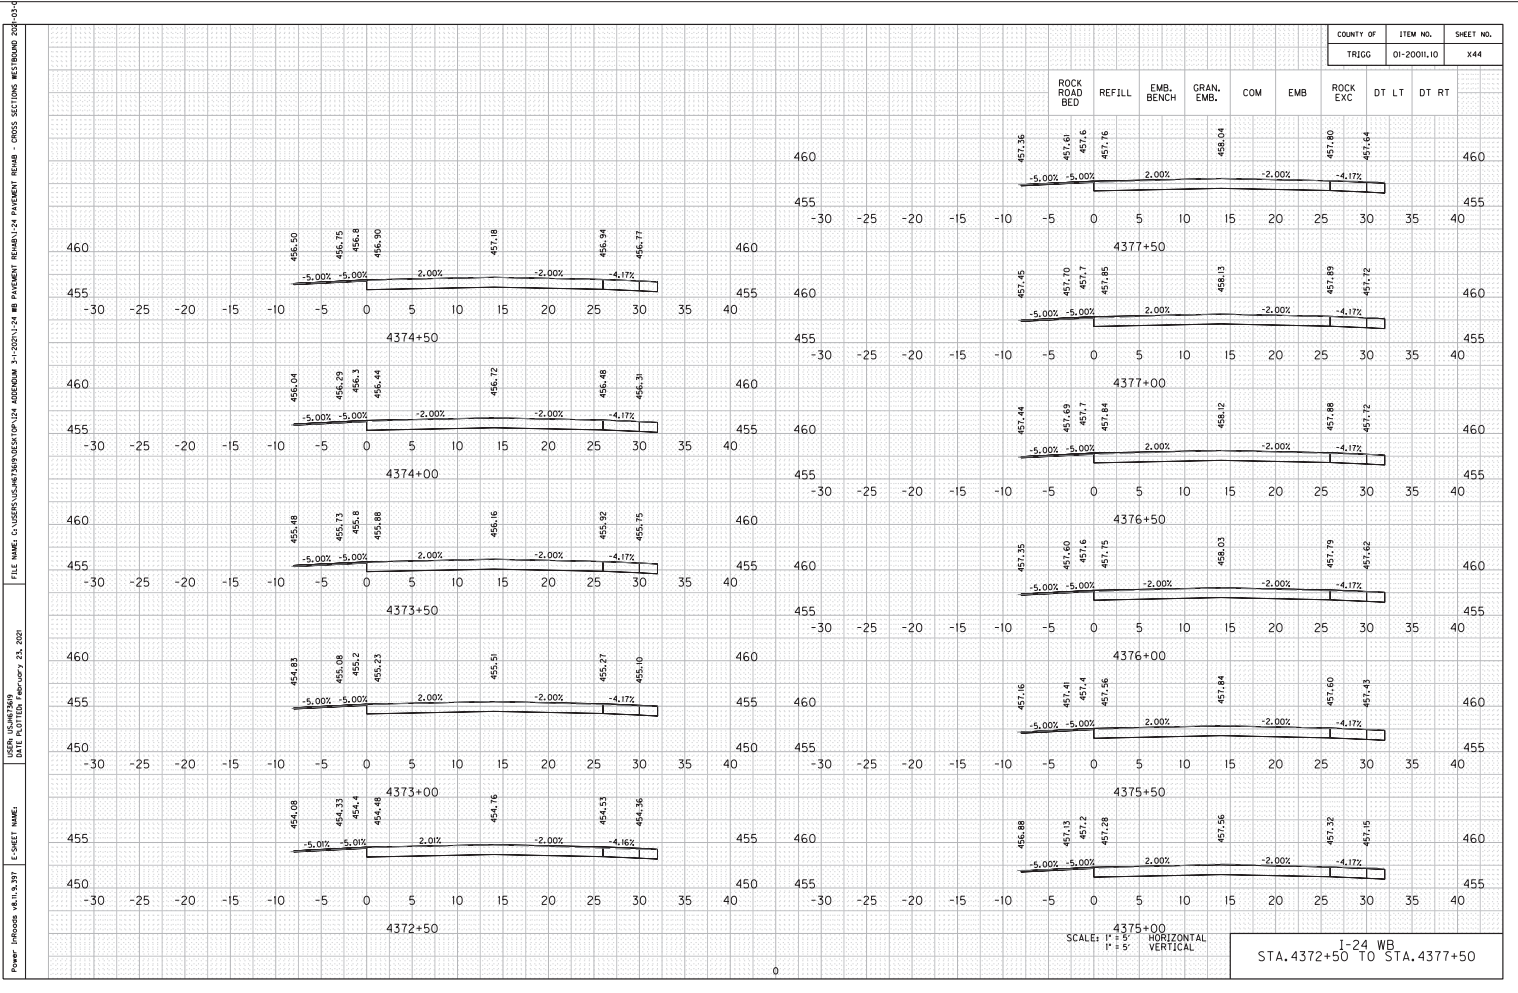 COUNTY OF ITEM NO. SHEET NO.
TRIGG 01-20011.10 X44
ROCK ROAD BED REFILL EMB. BENCH GRAN. EMB. COM EMB ROCK EXC DT LT DT RT
456.50 456.75 456.8 456.90 457.18 456.94 456.77
460 460
-5.00% -5.00% 2.00% -2.00% -4.17%
455 455
-30 -25 -20 -15 -10 -5 0 5 10 15 20 25 30 35 40
4374+50
456.04 456.29 456.3 456.44 456.72 456.48 456.31
460 460
-5.00% -5.00% -2.00% -2.00% -4.17%
455 455
-30 -25 -20 -15 -10 -5 0 5 10 15 20 25 30 35 40
4374+00
455.48 455.73 455.8 455.88 456.16 455.92 455.75
460 460
-5.00% -5.00% 2.00% -2.00% -4.17%
455 455
-30 -25 -20 -15 -10 -5 0 5 10 15 20 25 30 35 40
4373+50
454.83 455.08 455.2 455.23 455.51 455.27 455.10
460 460
-5.00% -5.00% 2.00% -2.00% -4.17%
455 455
450 450
-30 -25 -20 -15 -10 -5 0 5 10 15 20 25 30 35 40
4373+00
454.08 454.33 454.4 454.48 454.76 454.53 454.36
455 455
-5.01% -5.01% 2.01% -2.00% -4.16%
450 450
-30 -25 -20 -15 -10 -5 0 5 10 15 20 25 30 35 40
4372+50
457.36 457.61 457.6 457.76 458.04 457.80 457.64
460 460
-5.00% -5.00% 2.00% -2.00% -4.17%
455 455
-30 -25 -20 -15 -10 -5 0 5 10 15 20 25 30 35 40
4377+50
457.45 457.70 457.7 457.85 458.13 457.89 457.72
460 460
-5.00% -5.00% 2.00% -2.00% -4.17%
455 455
-30 -25 -20 -15 -10 -5 0 5 10 15 20 25 30 35 40
4377+00
457.44 457.69 457.7 457.84 458.12 457.88 457.72
460 460
-5.00% -5.00% 2.00% -2.00% -4.17%
455 455
-30 -25 -20 -15 -10 -5 0 5 10 15 20 25 30 35 40
4376+50
457.35 457.60 457.6 457.75 458.03 457.79 457.62
460 460
-5.00% -5.00% -2.00% -2.00% -4.17%
455 455
-30 -25 -20 -15 -10 -5 0 5 10 15 20 25 30 35 40
4376+00
457.16 457.41 457.4 457.56 457.84 457.60 457.43
460 460
-5.00% -5.00% 2.00% -2.00% -4.17%
455 455
-30 -25 -20 -15 -10 -5 0 5 10 15 20 25 30 35 40
4375+50
456.88 457.13 457.2 457.28 457.56 457.32 457.15
460 460
-5.00% -5.00% 2.00% -2.00% -4.17%
455 455
-30 -25 -20 -15 -10 -5 0 5 10 15 20 25 30 35 40
4375+00
SCALE: 1" = 5' HORIZONTAL
1" = 5' VERTICAL
0
I-24 WB
STA.4372+50 TO STA.4377+50
FILE NAME: C:\USERS\USJH673619\DESKTOP\I24 ADDENDUM 3-1-2021\I-24 WB PAVEMENT REHAB\I-24 PAVEMENT REHAB - CROSS SECTIONS WESTBOUND 2021-03-0
USER: USJH673619
DATE PLOTTED: February 23, 2021
E-SHEET NAME:
Power InRoads v8.11.9.397